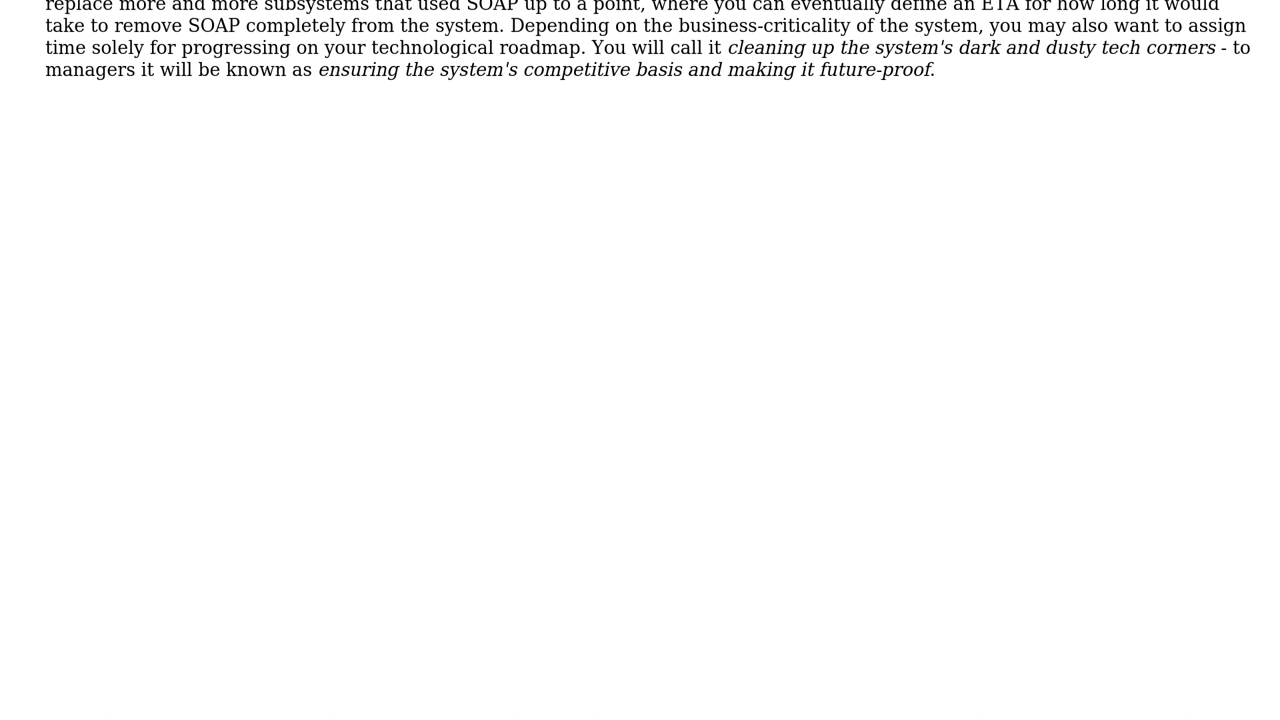 replace more and more subsystems that used SOAP up to a point, where you can eventually define an ETA for how long it would
take to remove SOAP completely from the system. Depending on the business-criticality of the system, you may also want to assign
time solely for progressing on your technological roadmap. You will call it cleaning up the system's dark and dusty tech corners - to
managers it will be known as ensuring the system's competitive basis and making it future-proof.